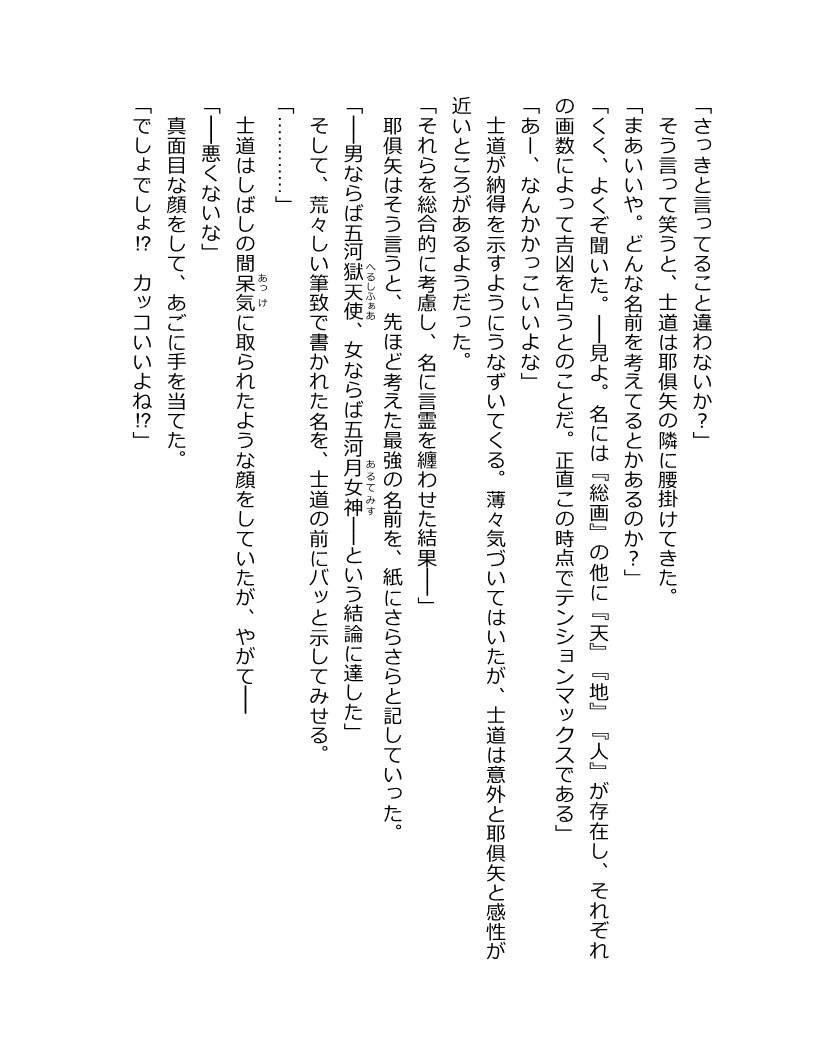 「さっきと言ってること違わないか？」
　そう言って笑うと、士道は耶倶矢の隣に腰掛けてきた。
「まあいいや。どんな名前を考えてるとかあるのか？」
「くく、よくぞ聞いた。――見よ。名には『総画』の他に『天』『地』『人』が存在し、それぞれ
の画数によって吉凶を占うとのことだ。正直この時点でテンションマックスである」
「あー、なんかかっこいいよな」
　士道が納得を示すようにうなずいてくる。薄々気づいてはいたが、士道は意外と耶倶矢と感性が
近いところがあるようだった。
「それらを総合的に考慮し、名に言霊を纏わせた結果――」
　耶倶矢はそう言うと、先ほど考えた最強の名前を、紙にさらさらと記していった。
「――男ならば五河獄天使（へるしふぁあ）、女ならば五河月女神（あるてみす）――という結論に達した」
　そして、荒々しい筆致で書かれた名を、士道の前にバッと示してみせる。
「…………」
　士道はしばしの間呆気（あっけ）に取られたような顔をしていたが、やがて――
「――悪くないな」
　真面目な顔をして、あごに手を当てた。
「でしょでしょ!?　カッコいいよね!?」